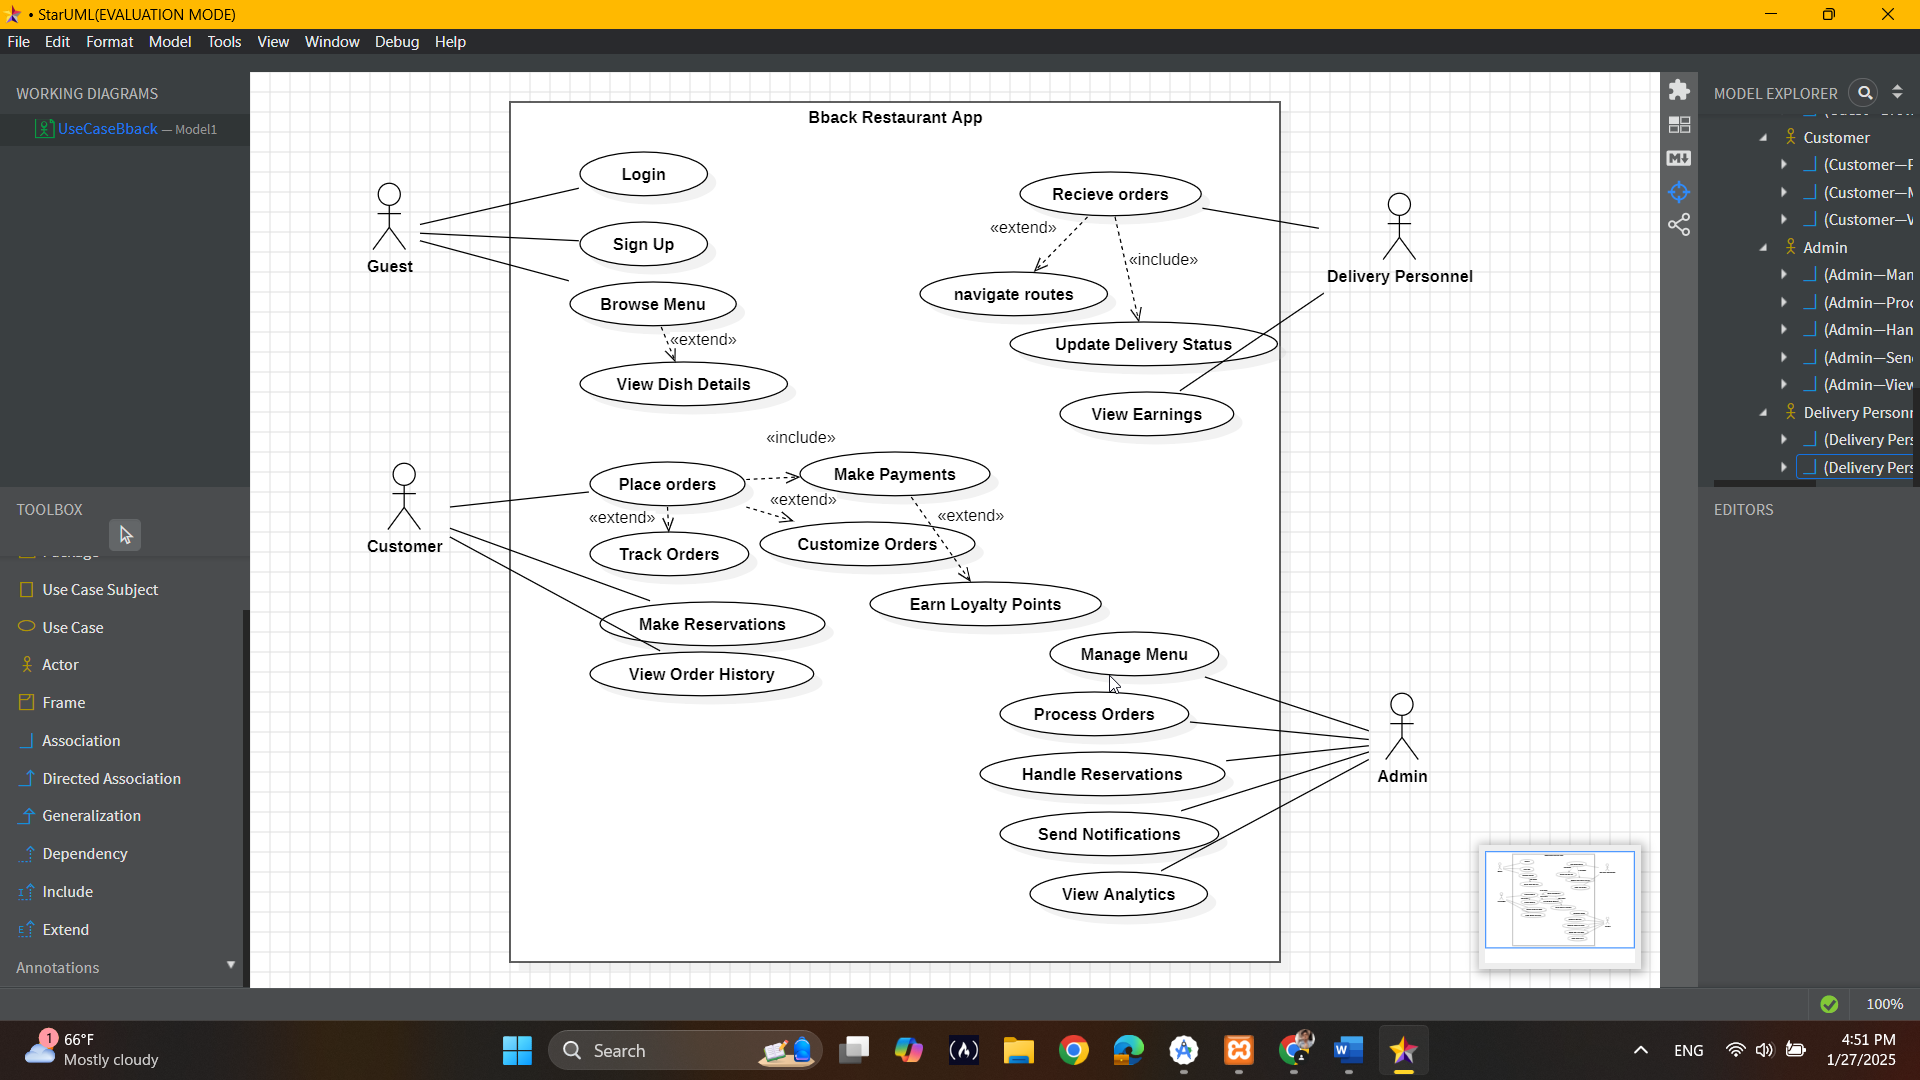 • StarUML(EVALUATION MODE)
File Edit Format Model Tools View Window Debug Help
WORKING DIAGRAMS
UseCaseBback — Model1
TOOLBOX
Package
Use Case Subject
Use Case
Actor
Frame
Association
Directed Association
Generalization
Dependency
Include
Extend
Annotations
Bback Restaurant App
Login
Sign Up
Browse Menu
«extend»
View Dish Details
Guest
Recieve orders
«extend»
«include»
navigate routes
Update Delivery Status
View Earnings
Delivery Personnel
Customer
Place orders
«include»
Make Payments
«extend»
«extend»
«extend»
Track Orders
Customize Orders
Earn Loyalty Points
Make Reservations
View Order History
Manage Menu
Process Orders
Handle Reservations
Send Notifications
View Analytics
Admin
MODEL EXPLORER
Customer
(Customer—P
(Customer—M
(Customer—V
Admin
(Admin—Man
(Admin—Proc
(Admin—Han
(Admin—Sen
(Admin—View
Delivery Personn
(Delivery Pers
(Delivery Pers
EDITORS
100%
1
66°F
Mostly cloudy
Search
ENG
4:51 PM
1/27/2025